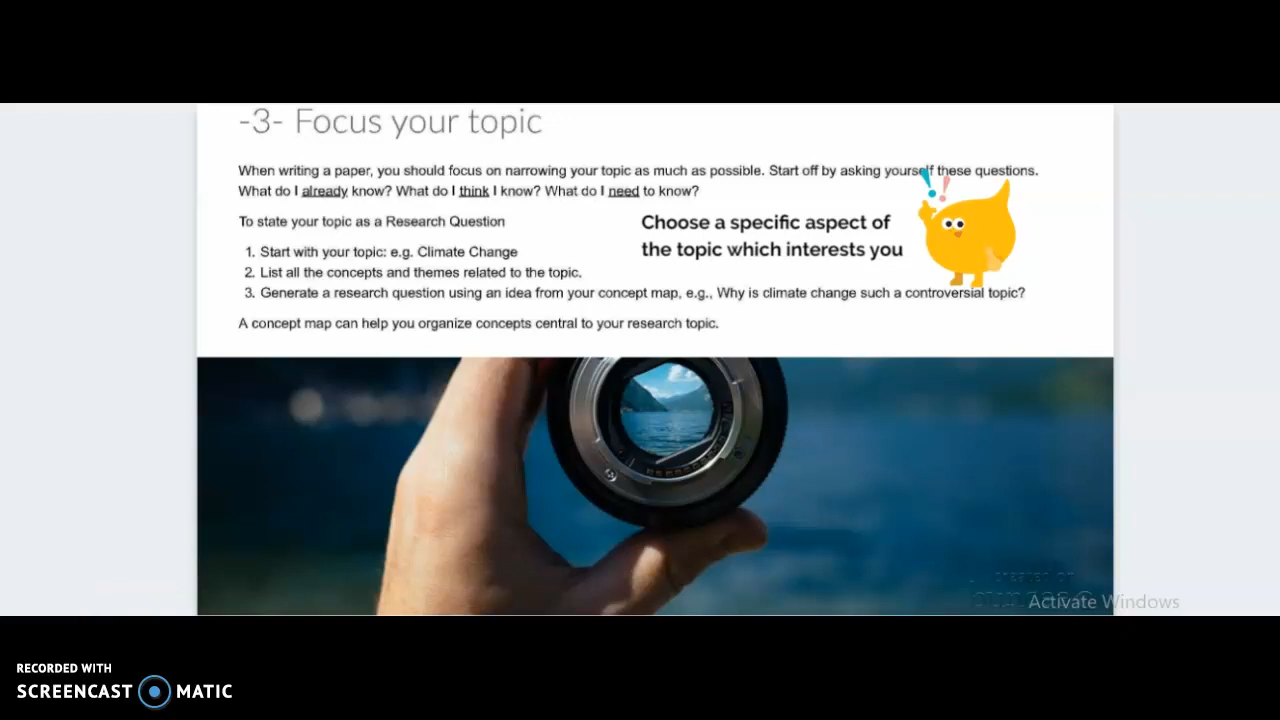 -3- Focus your topic
When writing a paper, you should focus on narrowing your topic as much as possible. Start off by asking yourself these questions.
What do I already know? What do I think I know? What do I need to know?
To state your topic as a Research Question
Choose a specific aspect of
the topic which interests you
1. Start with your topic: e.g. Climate Change
2. List all the concepts and themes related to the topic.
3. Generate a research question using an idea from your concept map, e.g., Why is climate change such a controversial topic?
A concept map can help you organize concepts central to your research topic.
Activate Windows
RECORDED WITH
SCREENCAST MATIC